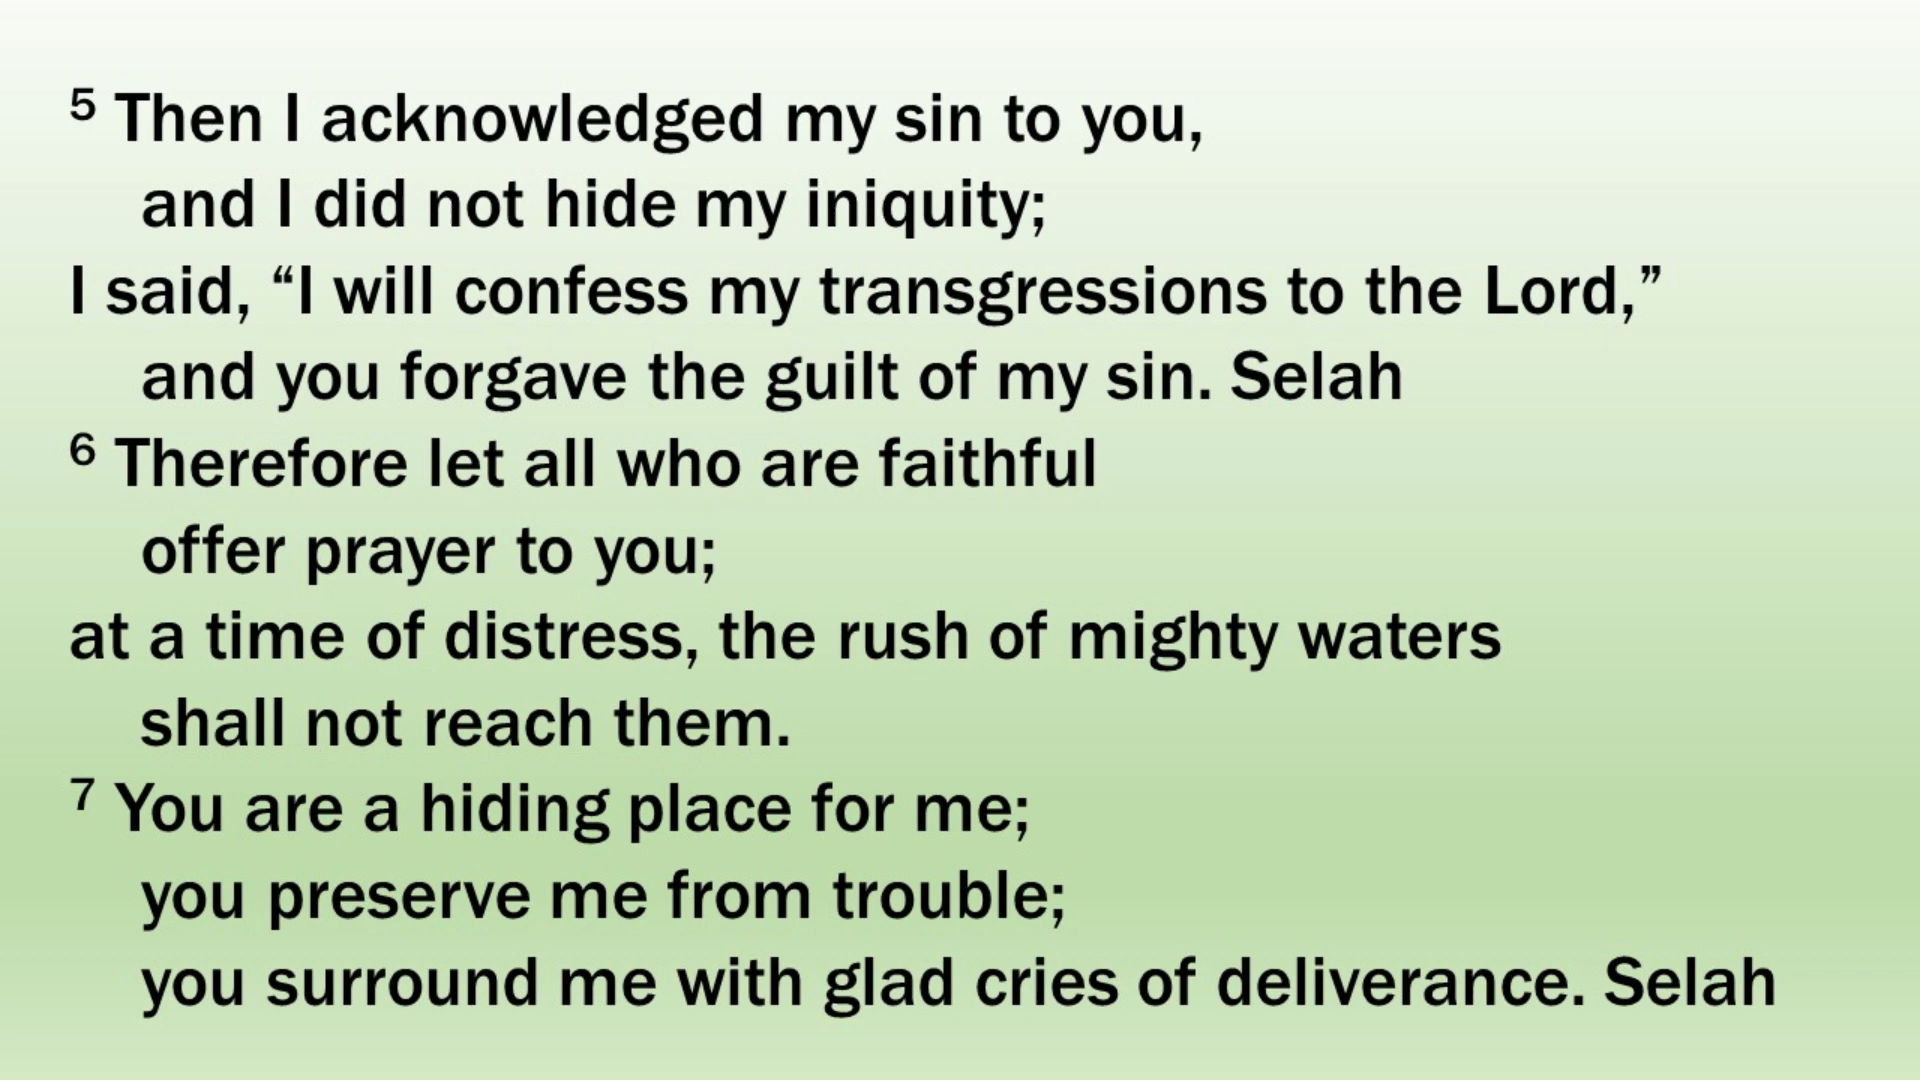 5 Then I acknowledged my sin to you,
and I did not hide my iniquity;
I said, “I will confess my transgressions to the Lord,”
and you forgave the guilt of my sin. Selah
6 Therefore let all who are faithful
offer prayer to you;
at a time of distress, the rush of mighty waters
shall not reach them.
7 You are a hiding place for me;
you preserve me from trouble;
you surround me with glad cries of deliverance. Selah